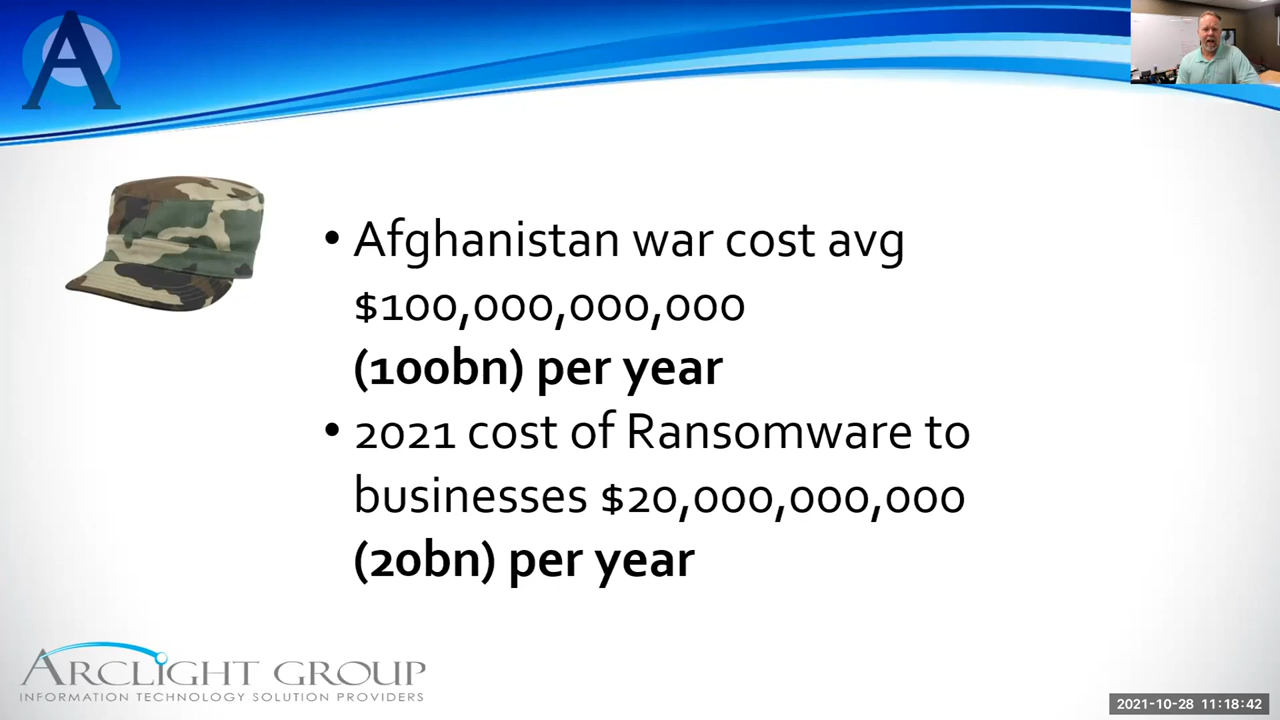 A
• Afghanistan war cost avg
$100,000,000,000
(100bn) per year
• 2021 cost of Ransomware to
businesses $20,000,000,000
(20bn) per year
ARCLIGHT GROUP
INFORMATION TECHNOLOGY SOLUTION PROVIDERS
2021-10-28 11:18:42